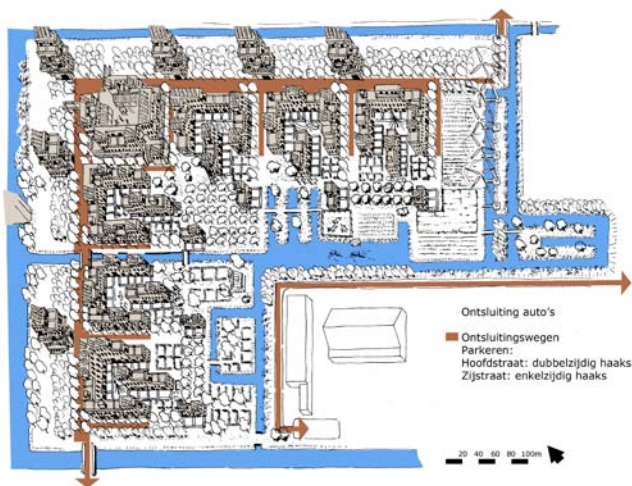 Ontsluiting auto's
Ontsluitingswegen
Parkeren:
Hoofdstraat: dubbelzijdig haaks
Zijstraat: enkelzijdig haaks
20 40 60 80 100m